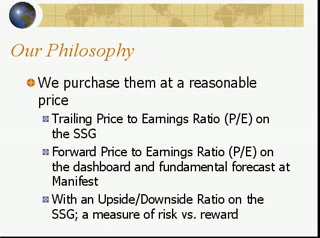 Our Philosophy
We purchase them at a reasonable
price
Trailing Price to Earnings Ratio (P/E) on
the SSG
Forward Price to Earnings Ratio (P/E) on
the dashboard and fundamental forecast at
Manifest
With an Upside/Downside Ratio on the
SSG; a measure of risk vs. reward